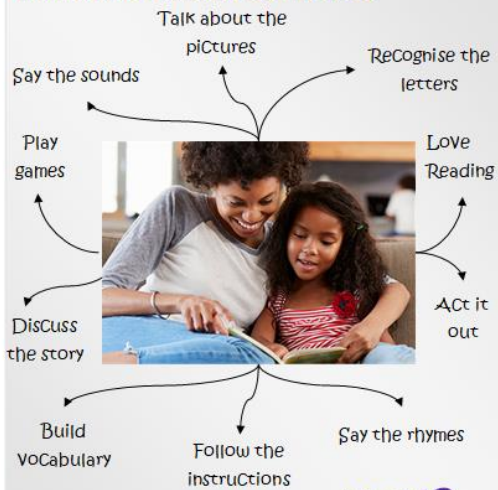 Talk about the
pictures
Recognise the
letters
Say the sounds
Play
games
Love
Reading
Discuss
the story
Act it
out
Build
vocabulary
Follow the
instructions
Say the rhymes